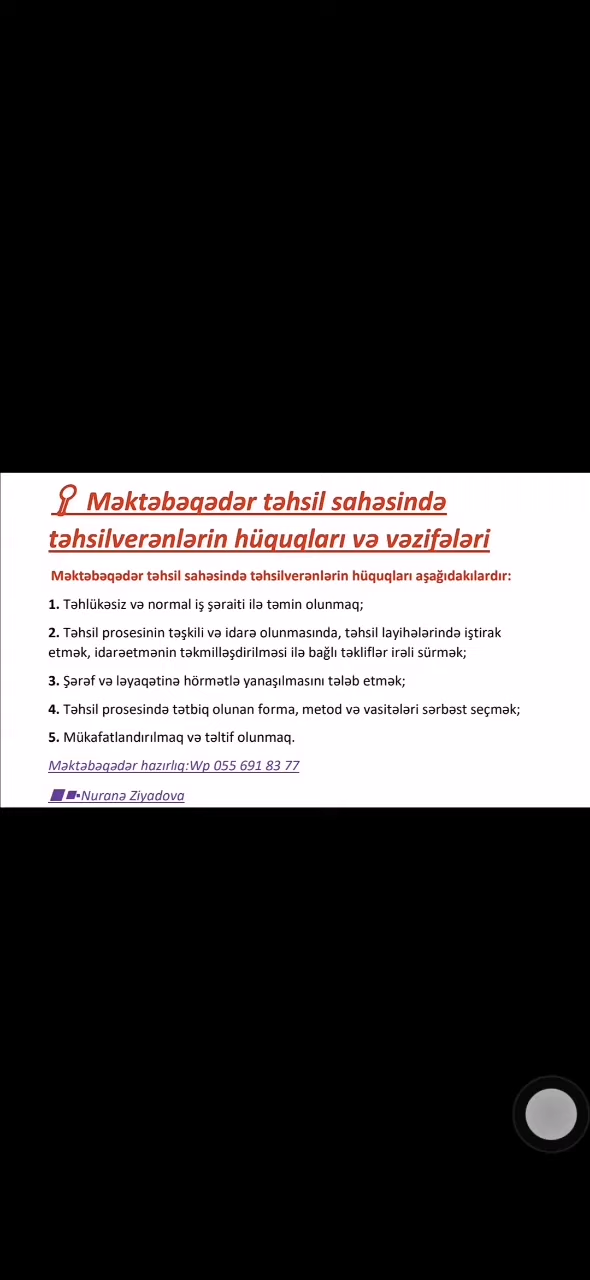 Məktəbəqədər təhsil sahəsində
təhsilverənlərin hüquqları və vəzifələri
Məktəbəqədər təhsil sahəsində təhsilverənlərin hüquqları aşağıdakılardır:
1. Təhlükəsiz və normal iş şəraiti ilə təmin olunmaq;
2. Təhsil prosesinin təşkili və idarə olunmasında, təhsil layihələrində iştirak
etmək, idarəetmənin təkmilləşdirilməsi ilə bağlı təkliflər irəli sürmək;
3. Şərəf və ləyaqətinə hörmətlə yanaşılmasını tələb etmək;
4. Təhsil prosesində tətbiq olunan forma, metod və vasitələri sərbəst seçmək;
5. Mükafatlandırılmaq və təltif olunmaq.
Məktəbəqədər hazırlıq:Wp 055 691 83 77
Nuranə Ziyadova